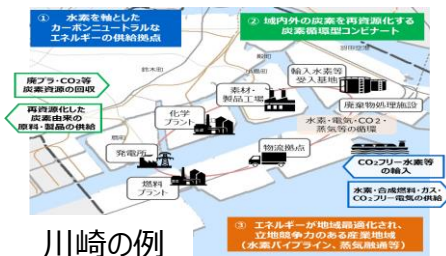 ① 水素を軸とした
カーボンニュートラルな
エネルギーの供給拠点
② 域内外の炭素を再資源化する
炭素循環型コンビナート
廃プラ・CO2等
炭素資源の回収
再資源化した
炭素由来の
原料・製品の供給
鈴木町
扇町
化学
プラント
素材・
製品工場
輸入水素等
受入基地
廃棄物処理施設
水素・電気・CO2・
蒸気等の循環
発電所
物流拠点
燃料
プラント
CO2フリー水素等
の輸入
水素・合成燃料・ガス・
CO2フリー電気の供給
③ エネルギーが地域最適化され、
立地競争力のある産業地域
(水素パイプライン、蒸気融通等)
川崎の例